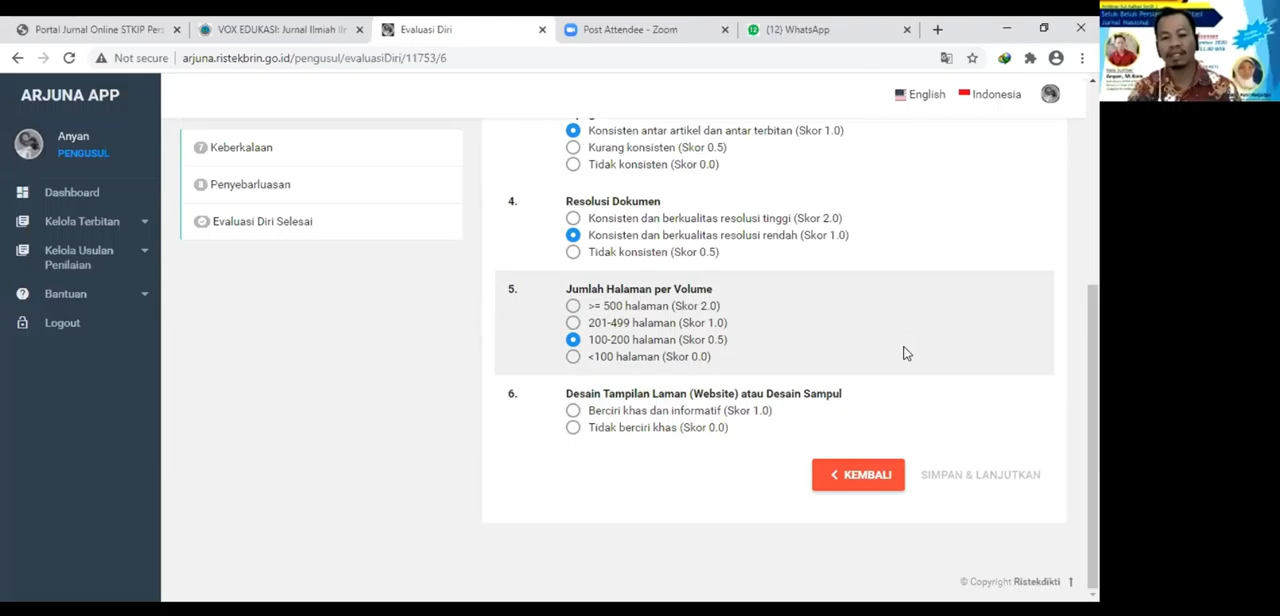 Portal Jurnal Online STKIP Per
VOX EDUKASI: Jurnal Ilmiah Ilr
Evaluasi Diri
Post Attendee - Zoom
(12) WhatsApp
Not secure
arjuna.ristekbrin.go.id/pengusul/evaluasiDiri/11753/6
ARJUNA APP
English
Indonesia
Anyan
PENGUSUL
Dashboard
Kelola Terbitan
Kelola Usulan
Penilaian
Bantuan
Logout
7 Keberkalaan
8 Penyebarluasan
Evaluasi Diri Selesai
Konsisten antar artikel dan antar terbitan (Skor 1.0)
Kurang konsisten (Skor 0.5)
Tidak konsisten (Skor 0.0)
4. Resolusi Dokumen
Konsisten dan berkualitas resolusi tinggi (Skor 2.0)
Konsisten dan berkualitas resolusi rendah (Skor 1.0)
Tidak konsisten (Skor 0.5)
5. Jumlah Halaman per Volume
>= 500 halaman (Skor 2.0)
201-499 halaman (Skor 1.0)
100-200 halaman (Skor 0.5)
<100 halaman (Skor 0.0)
6. Desain Tampilan Laman (Website) atau Desain Sampul
Berciri khas dan informatif (Skor 1.0)
Tidak berciri khas (Skor 0.0)
KEMBALI
SIMPAN & LANJUTKAN
© Copyright Ristekdikti
Jurnal Nasional